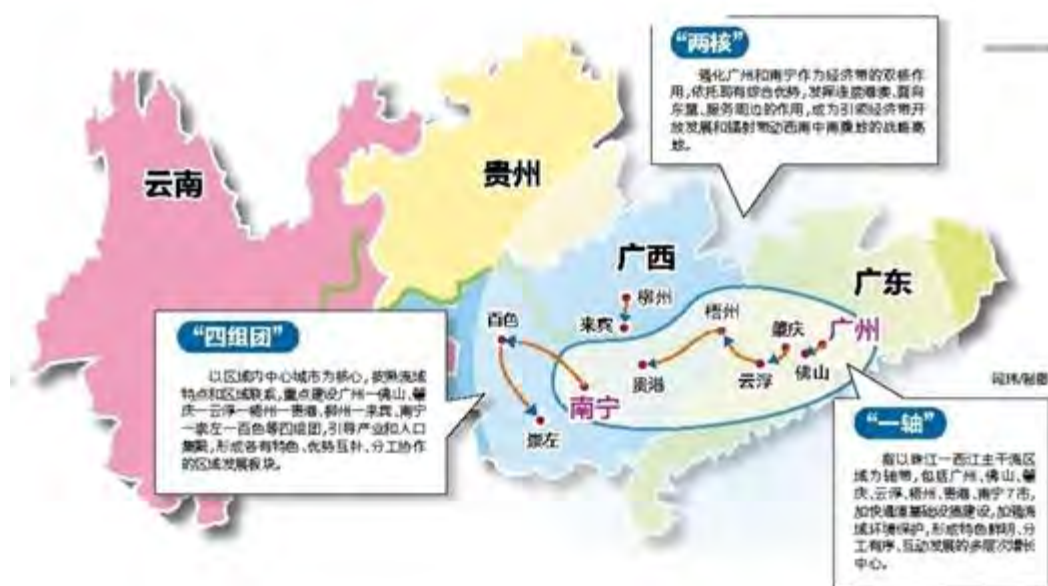 “两核”
强化广州和南宁作为经济带的双核作
用,依托现有综合优势,发挥连接港澳、面向
东盟、服务周边的作用,成为引领经济带开
放发展和辐射带动西南中南腹地的战略高
地。
云南
贵州
广西
广东
柳州
来宾
梧州
肇庆
广州
百色
贵港
云浮
佛山
南宁
崇左
“四组团”
以区域内中心城市为核心,按照流域
特点和区域联系,重点建设广州—佛山、肇
庆—云浮—梧州—贵港、柳州—来宾、南宁
—崇左—百色等四组团,引导产业和人口
集聚,形成各有特色、优势互补、分工协作
的区域发展板块。
/制图
“一轴”
指以珠江—西江主干流区
域为轴带,包括广州、佛山、肇
庆、云浮、梧州、贵港、南宁7市,
加快通道基础设施建设,加强流
域环境保护,形成特色鲜明、分
工有序、互动发展的多层次增长
中心。